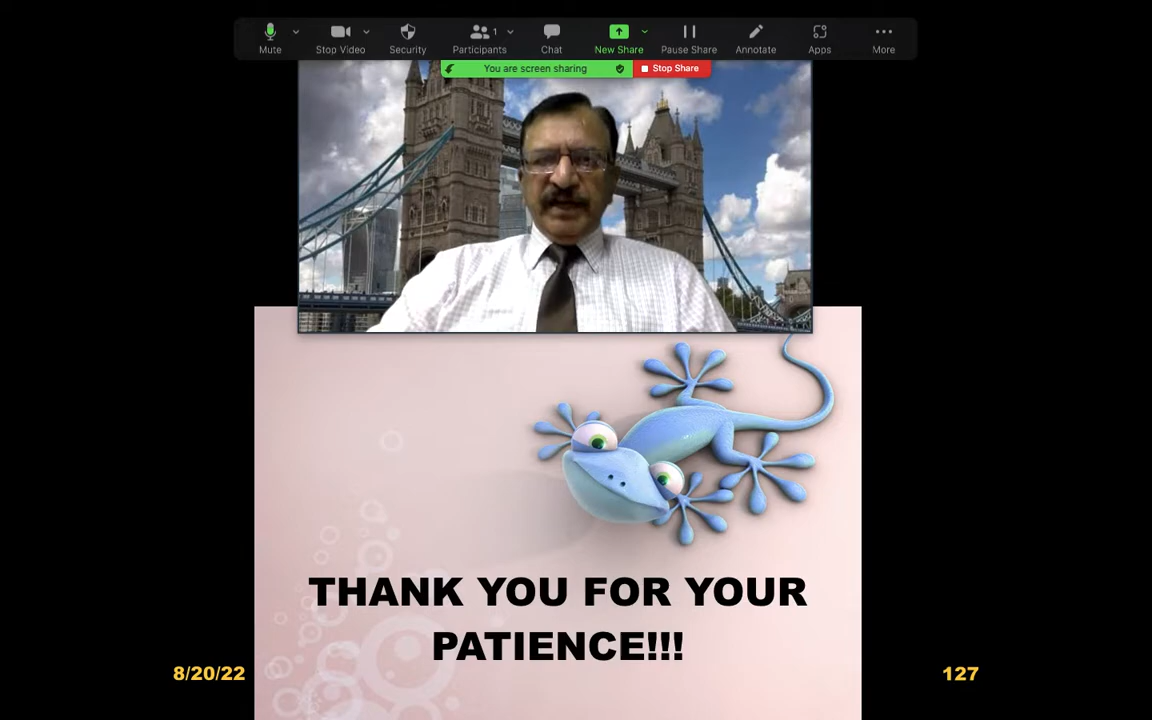 Mute
Stop Video
Security
Participants
1
Chat
New Share
Pause Share
Annotate
Apps
More
You are screen sharing
Stop Share
THANK YOU FOR YOUR
PATIENCE!!!
8/20/22
127